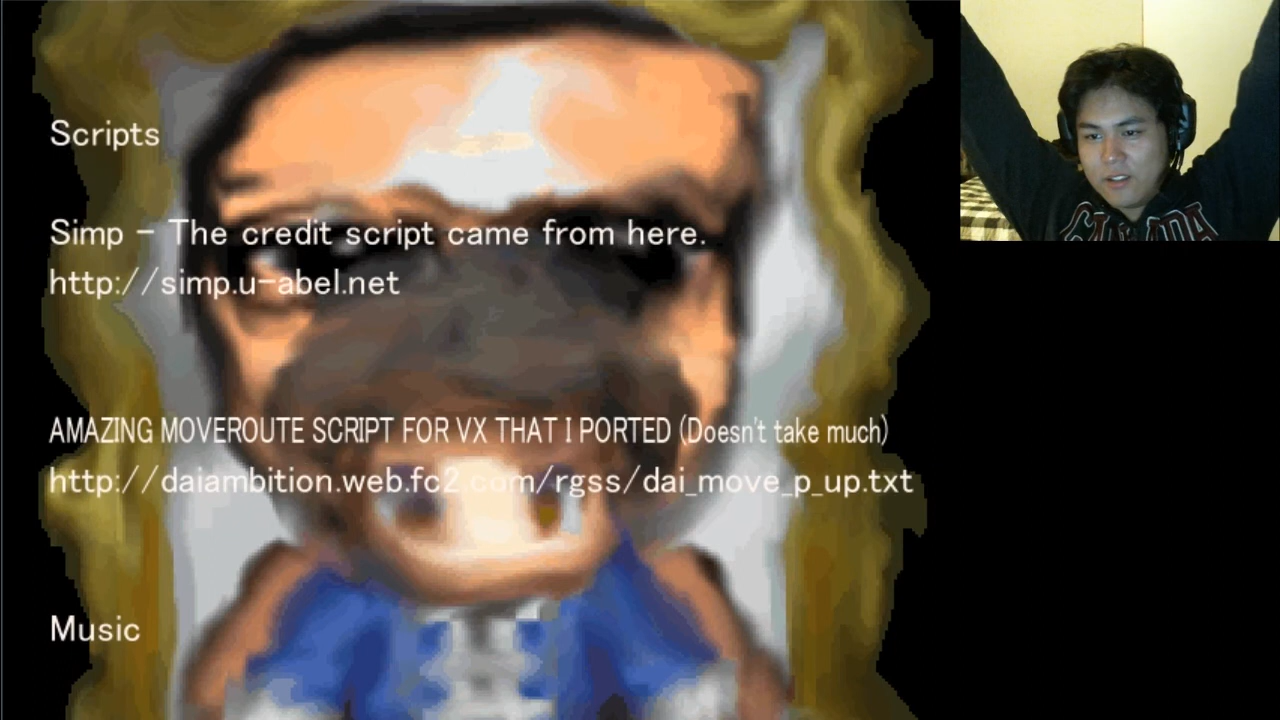 Scripts
Simp - The credit script came from here.
http://simp.u-abel.net
AMAZING MOVEROUTE SCRIPT FOR VX THAT I PORTED (Doesn't take much)
http://daiambition.web.fc2.com/rgss/dai_move_p_up.txt
Music
CANADA